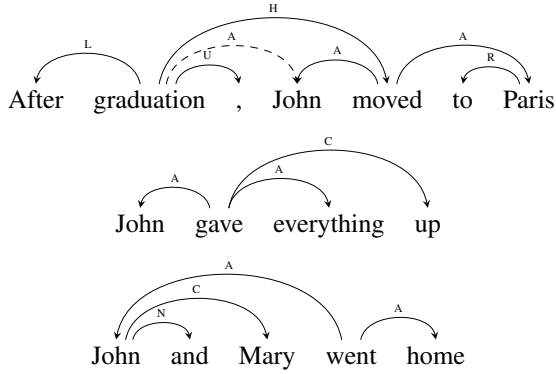 H
L A U A A R
After graduation , John moved to Paris
C
A A
John gave everything up
A
C
N A
John and Mary went home